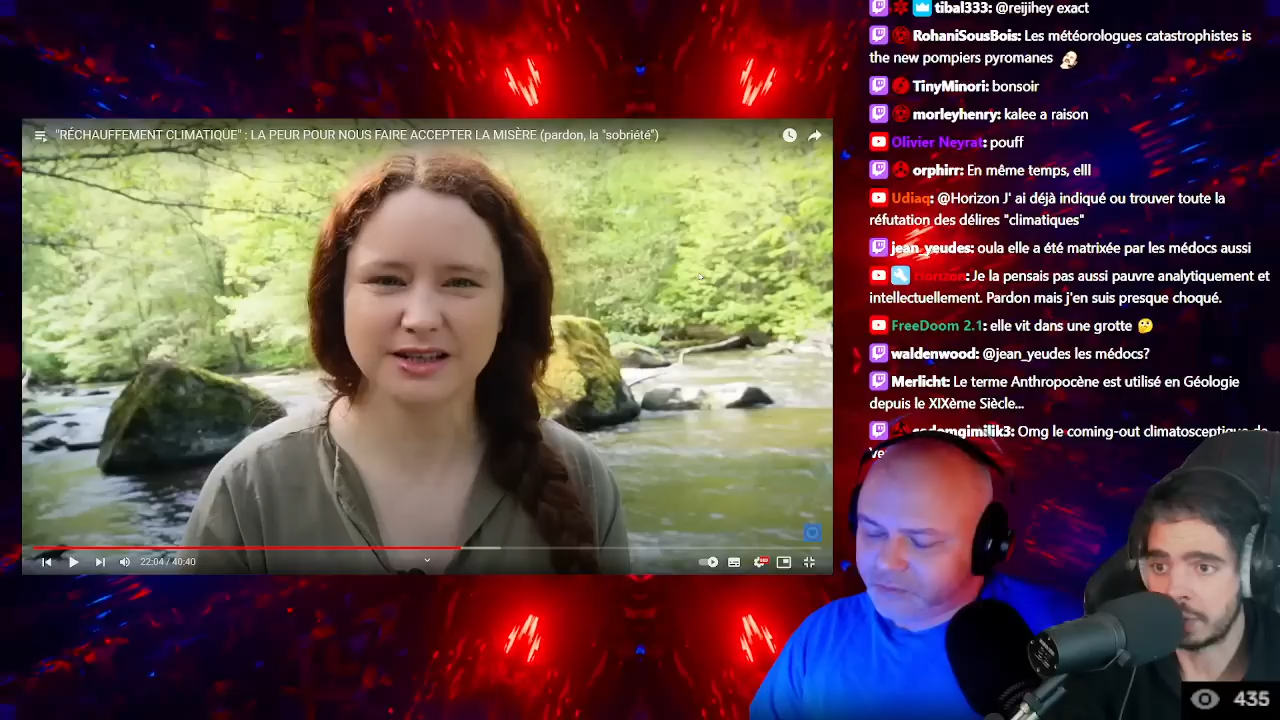 "RÉCHAUFFEMENT CLIMATIQUE" : LA PEUR POUR NOUS FAIRE ACCEPTER LA MISÈRE (pardon, la "sobriété")
22:04 / 40:40
tibal333: @reijihey exact
RohaniSousBois: Les météorologues catastrophistes is
the new pompiers pyromanes
TinyMinori: bonsoir
morleyhenry: kalee a raison
Olivier Neyrat: pouff
orphirr: En même temps, elll
Udiaq: @Horizon J' ai déjà indiqué ou trouver toute la
réfutation des délires "climatiques"
jean_yeudes: oula elle a été matrixée par les médocs aussi
Horizon: Je la pensais pas aussi pauvre analytiquement et
intellectuellement. Pardon mais j'en suis presque choqué.
FreeDoom 2.1: elle vit dans une grotte
waldenwood: @jean_yeudes les médocs?
Merlicht: Le terme Anthropocène est utilisé en Géologie
depuis le XIXème Siècle...
Omg le coming-out climatosceptique de
435